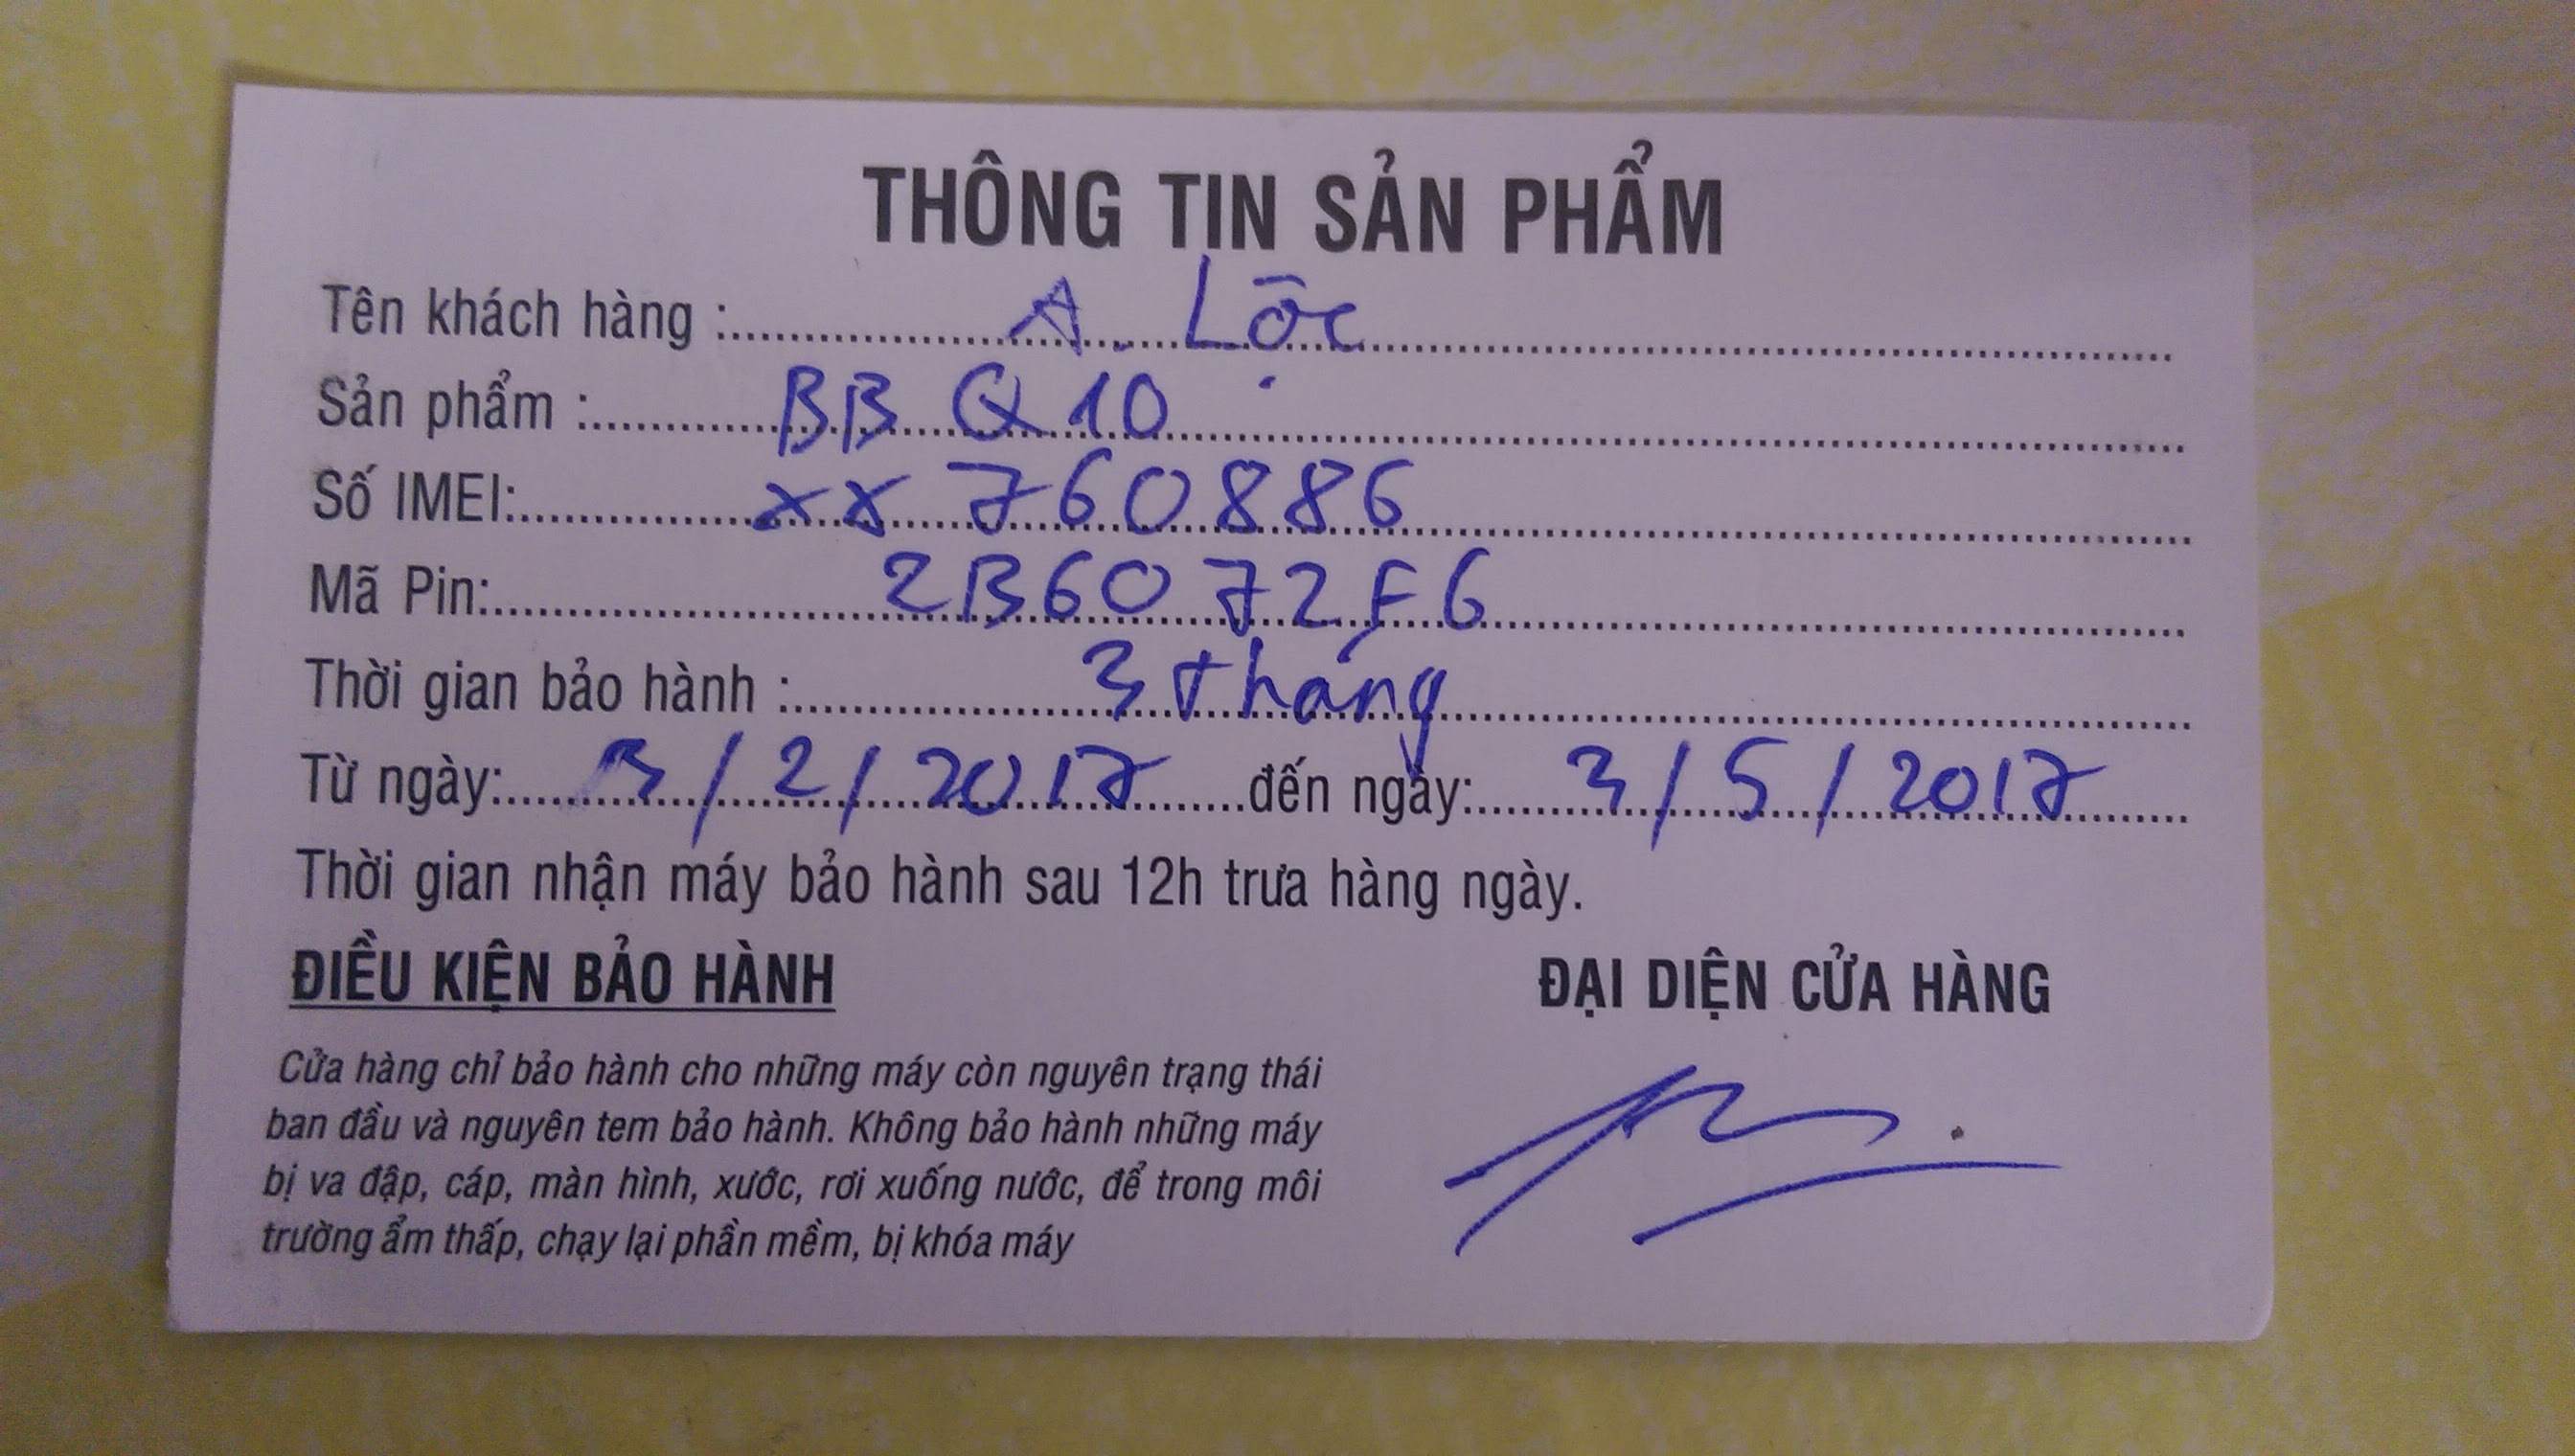 THÔNG TIN SẢN PHẨM
Tên khách hàng : A. Lộc
Sản phẩm : BB Q10
Số IMEI: xx 760886
Mã Pin: 2B6072F6
Thời gian bảo hành : 3 tháng
Từ ngày: 3/2/2017 đến ngày: 3/5/2017
Thời gian nhận máy bảo hành sau 12h trưa hàng ngày.
ĐIỀU KIỆN BẢO HÀNH
Cửa hàng chỉ bảo hành cho những máy còn nguyên trạng thái
ban đầu và nguyên tem bảo hành. Không bảo hành những máy
bị va đập, cáp, màn hình, xước, rơi xuống nước, để trong môi
trường ẩm thấp, chạy lại phần mềm, bị khóa máy
ĐẠI DIỆN CỬA HÀNG